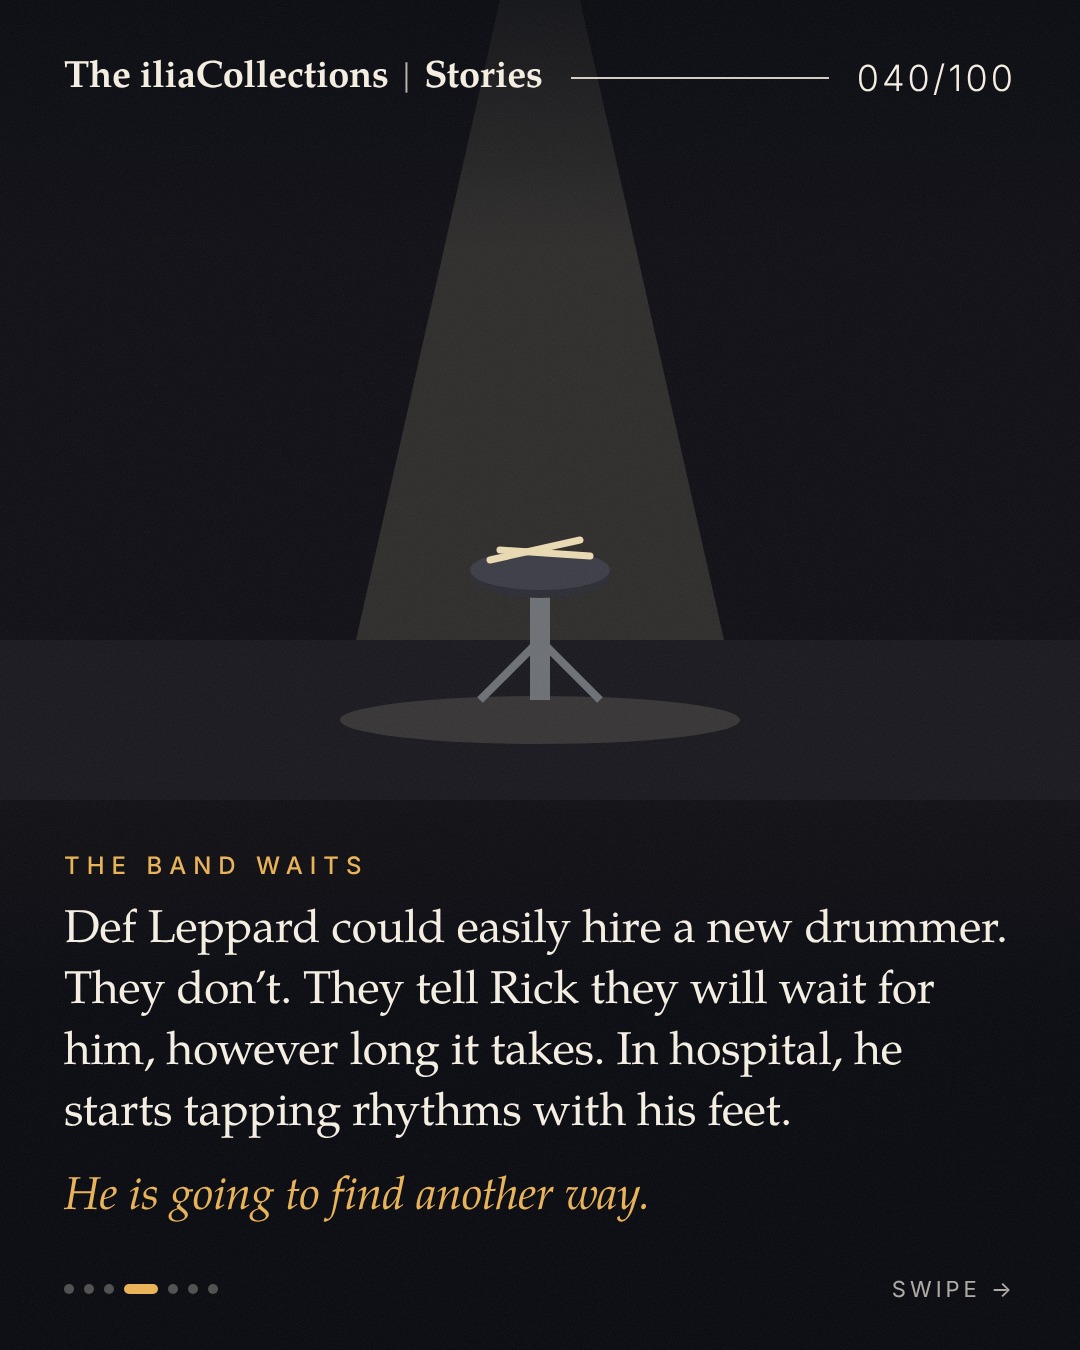 The iliaCollections | Stories 040/100
THE BAND WAITS
Def Leppard could easily hire a new drummer.
They don’t. They tell Rick they will wait for
him, however long it takes. In hospital, he
starts tapping rhythms with his feet.
He is going to find another way.
SWIPE →